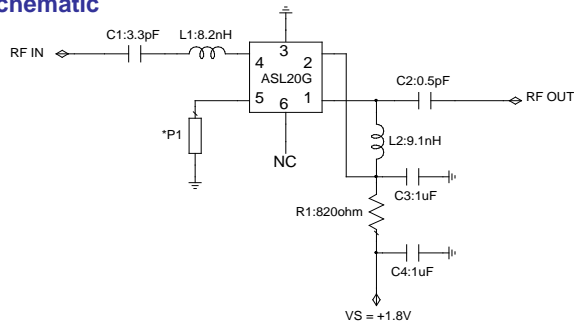 C1:3.3pF
L1:8.2nH
RF IN
3
4
2
ASL20G
5
6
1
C2:0.5pF
RF OUT
*P1
L2:9.1nH
NC
C3:1uF
R1:820ohm
C4:1uF
VS = +1.8V